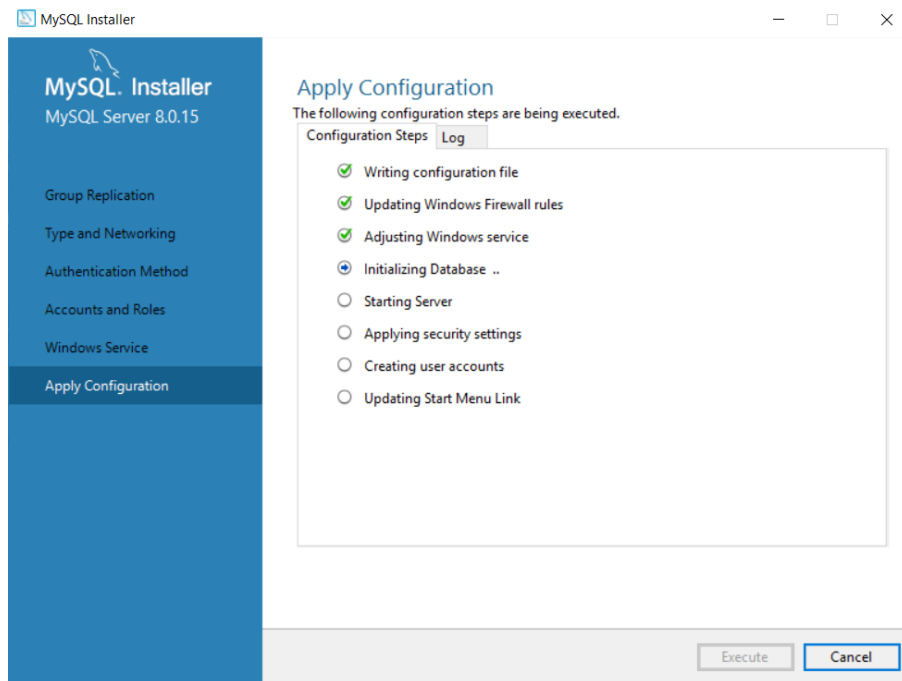 MySQL Installer
MySQL. Installer
MySQL Server 8.0.15
Group Replication
Type and Networking
Authentication Method
Accounts and Roles
Windows Service
Apply Configuration
Apply Configuration
The following configuration steps are being executed.
Configuration Steps Log
Writing configuration file
Updating Windows Firewall rules
Adjusting Windows service
Initializing Database ..
Starting Server
Applying security settings
Creating user accounts
Updating Start Menu Link
Execute Cancel